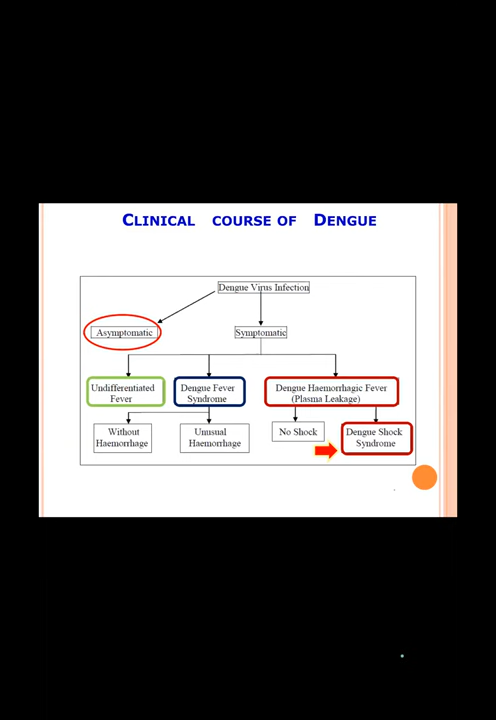 CLINICAL COURSE OF DENGUE
Dengue Virus Infection
Asymptomatic
Symptomatic
Undifferentiated
Fever
Dengue Fever
Syndrome
Dengue Haemorrhagic Fever
(Plasma Leakage)
Without
Haemorrhage
Unusual
Haemorrhage
No Shock
Dengue Shock
Syndrome